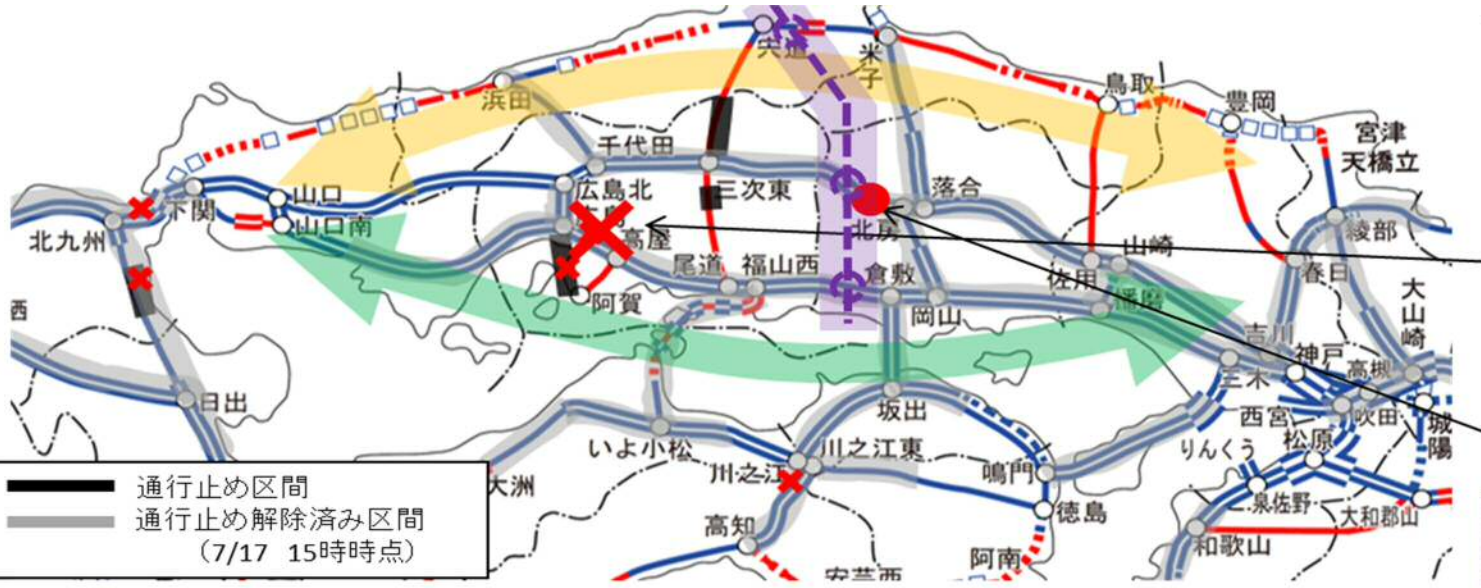 宍道
米子
鳥取
豊岡
浜田
宮津
天橋立
千代田
三次東
広島北
山口
下関
山口南
落合
北房
綾部
北九州
高屋
山崎
佐用
春日
尾道
福山西
倉敷
播磨
大山崎
阿賀
岡山
吉川
神戸
高槻
三木
日出
坂出
西宮
吹田
城陽
いよ小松
川之江東
川之江
りんくう
松原
鳴門
大洲
泉佐野
大和郡山
徳島
高知
和歌山
阿南
安芸西
通行止め区間
通行止め解除済み区間
(7/17 15時時点)